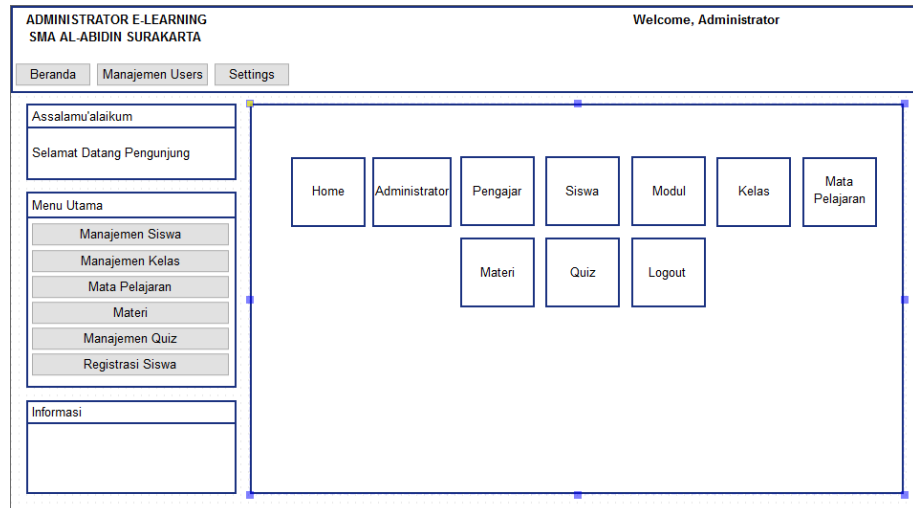 ADMINISTRATOR E-LEARNING
SMA AL-ABIDIN SURAKARTA
Welcome, Administrator
Beranda
Manajemen Users
Settings
Assalamu'alaikum
Selamat Datang Pengunjung
Menu Utama
Manajemen Siswa
Manajemen Kelas
Mata Pelajaran
Materi
Manajemen Quiz
Registrasi Siswa
Informasi
Home
Administrator
Pengajar
Siswa
Modul
Kelas
Mata
Pelajaran
Materi
Quiz
Logout